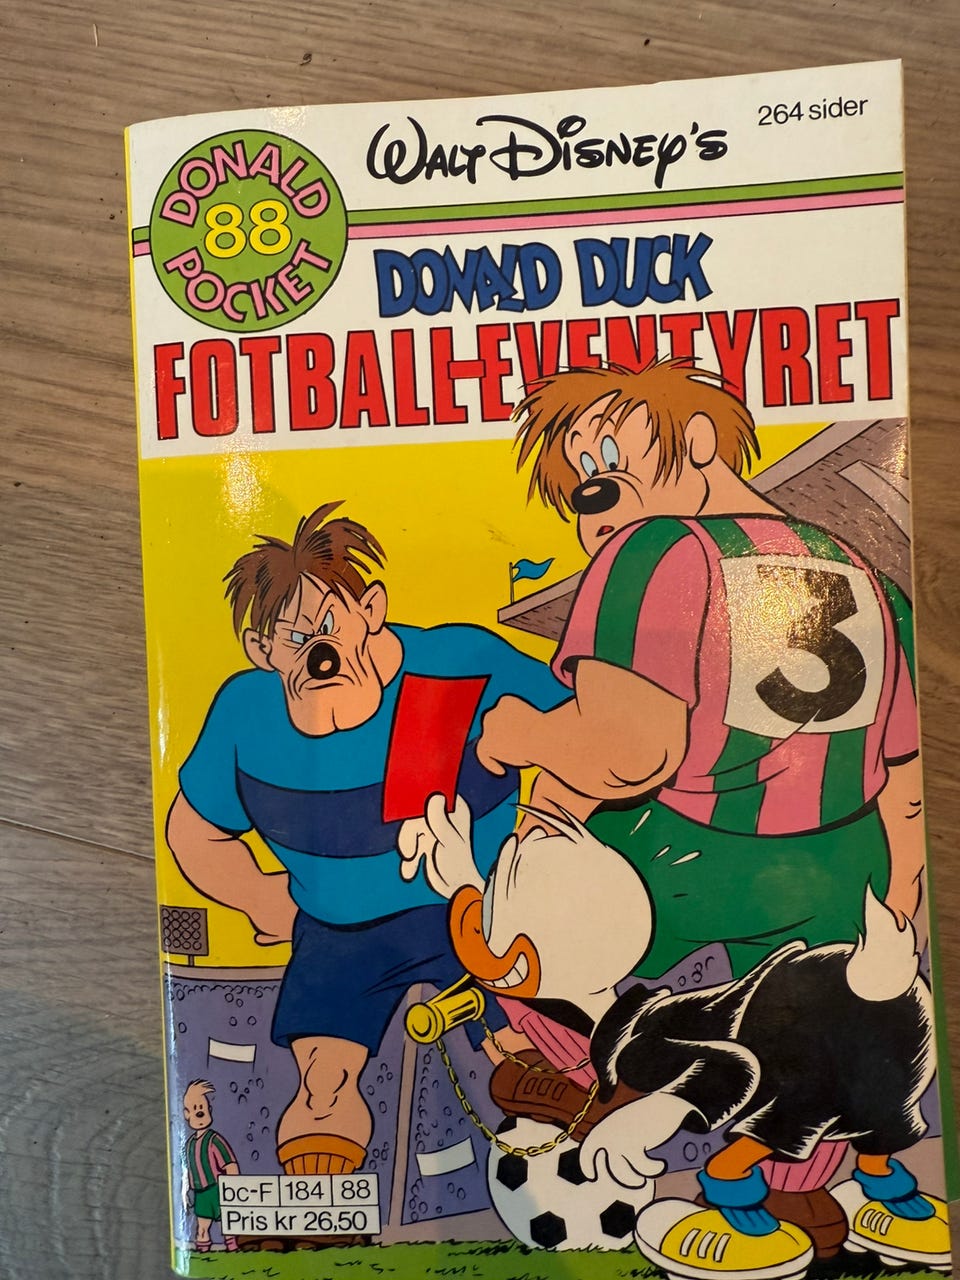 264 sider
WALT DISNEY'S
DONALD
88
POCKET
DONALD DUCK
FOTBALL-EVENTYRET
3
bc-F 184 88
Pris kr 26,50